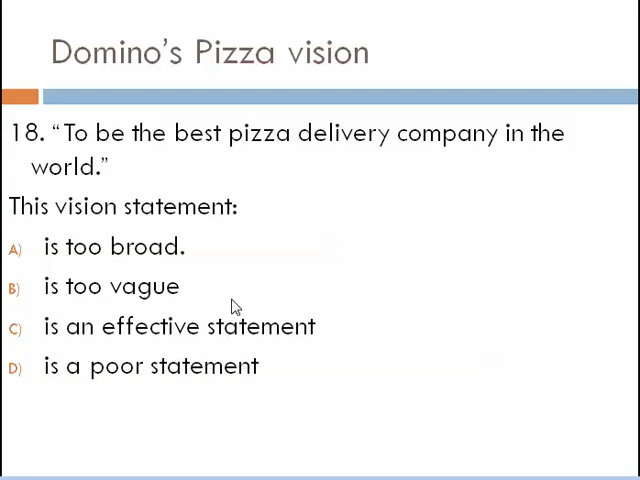 Domino’s Pizza vision
18. “To be the best pizza delivery company in the
world.”
This vision statement:
A) is too broad.
B) is too vague
C) is an effective statement
D) is a poor statement